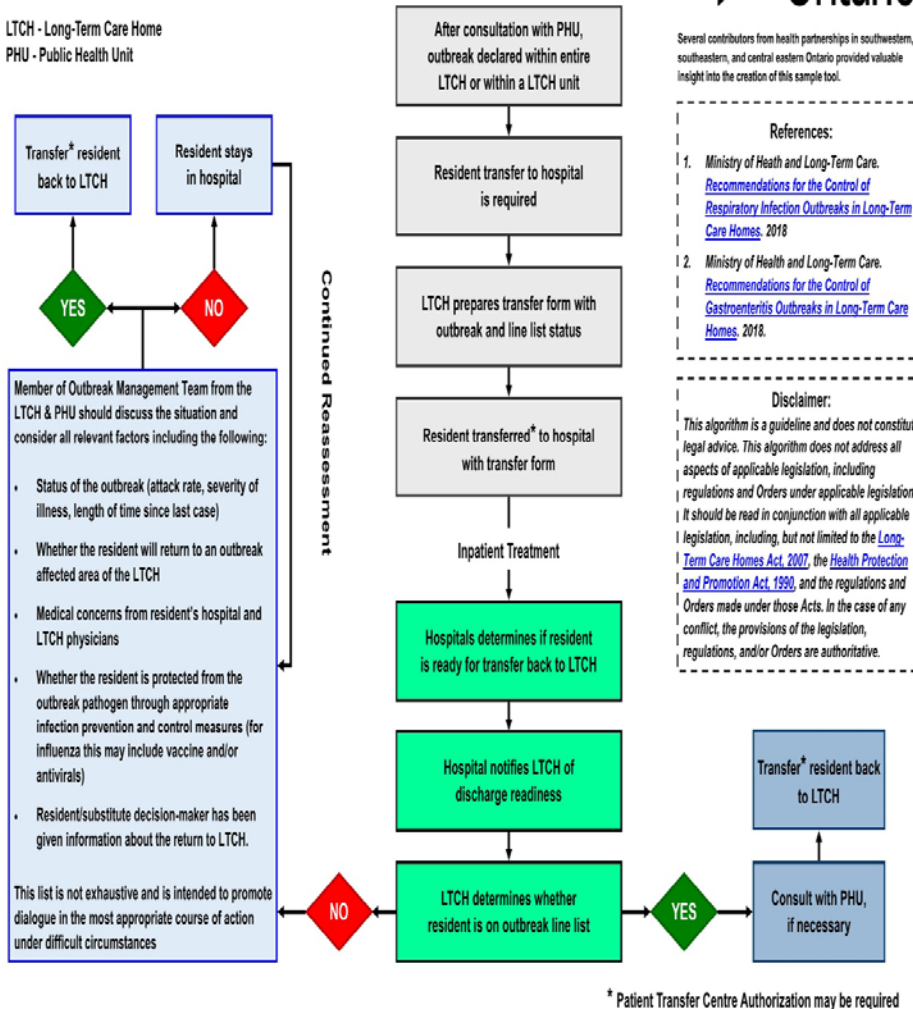 LTCH - Long-Term Care Home
PHU - Public Health Unit
After consultation with PHU,
outbreak declared within entire
LTCH or within a LTCH unit
Resident transfer to hospital
is required
LTCH prepares transfer form with
outbreak and line list status
Resident transferred* to hospital
with transfer form
Inpatient Treatment
Hospitals determines if resident
is ready for transfer back to LTCH
Hospital notifies LTCH of
discharge readiness
LTCH determines whether
resident is on outbreak line list
NO
YES
Consult with PHU,
if necessary
Transfer* resident back
to LTCH
Transfer* resident
back to LTCH
Resident stays
in hospital
YES
NO
Continued Reassessment
Member of Outbreak Management Team from the
LTCH & PHU should discuss the situation and
consider all relevant factors including the following:
• Status of the outbreak (attack rate, severity of
illness, length of time since last case)
• Whether the resident will return to an outbreak
affected area of the LTCH
• Medical concerns from resident's hospital and
LTCH physicians
• Whether the resident is protected from the
outbreak pathogen through appropriate
infection prevention and control measures (for
influenza this may include vaccine and/or
antivirals)
• Resident/substitute decision-maker has been
given information about the return to LTCH.
This list is not exhaustive and is intended to promote
dialogue in the most appropriate course of action
under difficult circumstances
Several contributors from health partnerships in southwestern,
southeastern, and central eastern Ontario provided valuable
insight into the creation of this sample tool.
References:
1. Ministry of Heath and Long-Term Care.
Recommendations for the Control of
Respiratory Infection Outbreaks in Long-Term
Care Homes. 2018
2. Ministry of Health and Long-Term Care.
Recommendations for the Control of
Gastroenteritis Outbreaks in Long-Term Care
Homes. 2018.
Disclaimer:
This algorithm is a guideline and does not constitut
legal advice. This algorithm does not address all
aspects of applicable legislation, including
regulations and Orders under applicable legislation
It should be read in conjunction with all applicable
legislation, including, but not limited to the Long-
Term Care Homes Act, 2007, the Health Protection
and Promotion Act, 1990, and the regulations and
Orders made under those Acts. In the case of any
conflict, the provisions of the legislation,
regulations, and/or Orders are authoritative.
* Patient Transfer Centre Authorization may be required